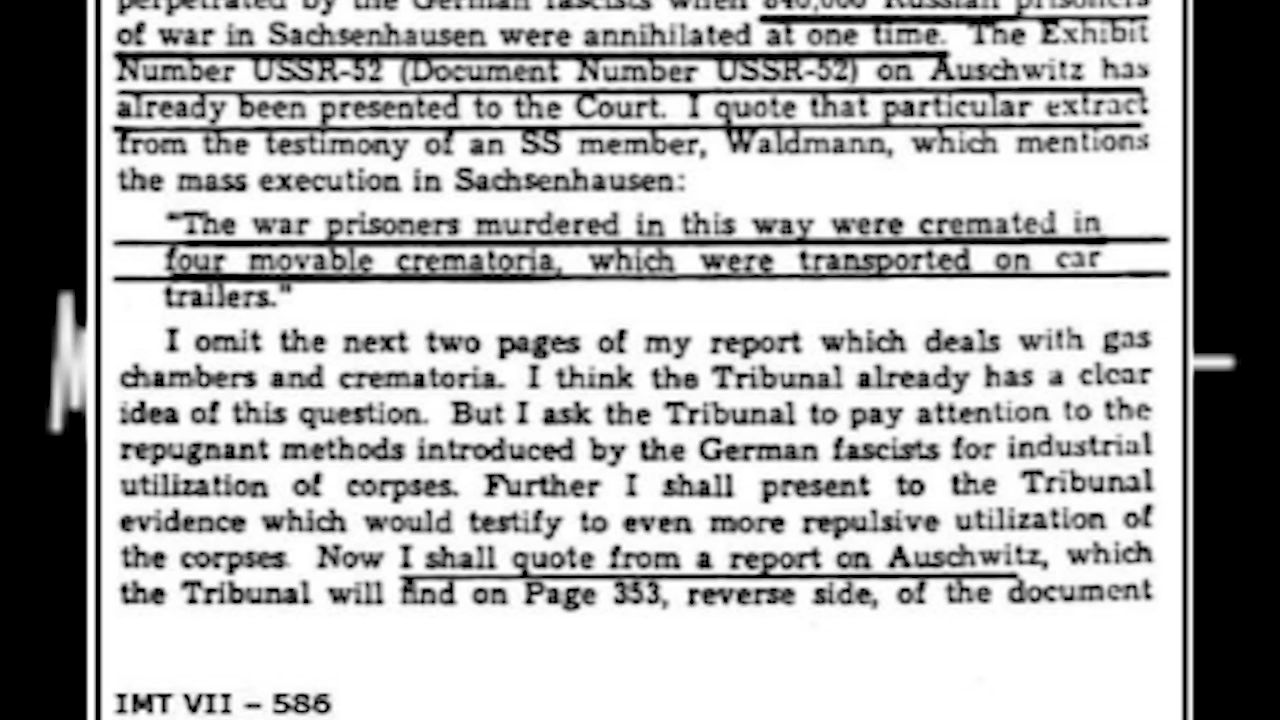 perpetrated by the German fascists when 840,000 Russian prisoners
of war in Sachsenhausen were annihilated at one time. The Exhibit
Number USSR-52 (Document Number USSR-52) on Auschwitz has
already been presented to the Court. I quote that particular extract
from the testimony of an SS member, Waldmann, which mentions
the mass execution in Sachsenhausen:
"The war prisoners murdered in this way were cremated in
four movable crematoria, which were transported on car
trailers."
I omit the next two pages of my report which deals with gas
chambers and crematoria. I think the Tribunal already has a clear
idea of this question. But I ask the Tribunal to pay attention to the
repugnant methods introduced by the German fascists for industrial
utilization of corpses. Further I shall present to the Tribunal
evidence which would testify to even more repulsive utilization of
the corpses. Now I shall quote from a report on Auschwitz, which
the Tribunal will find on Page 353, reverse side, of the document
IMT VII - 586